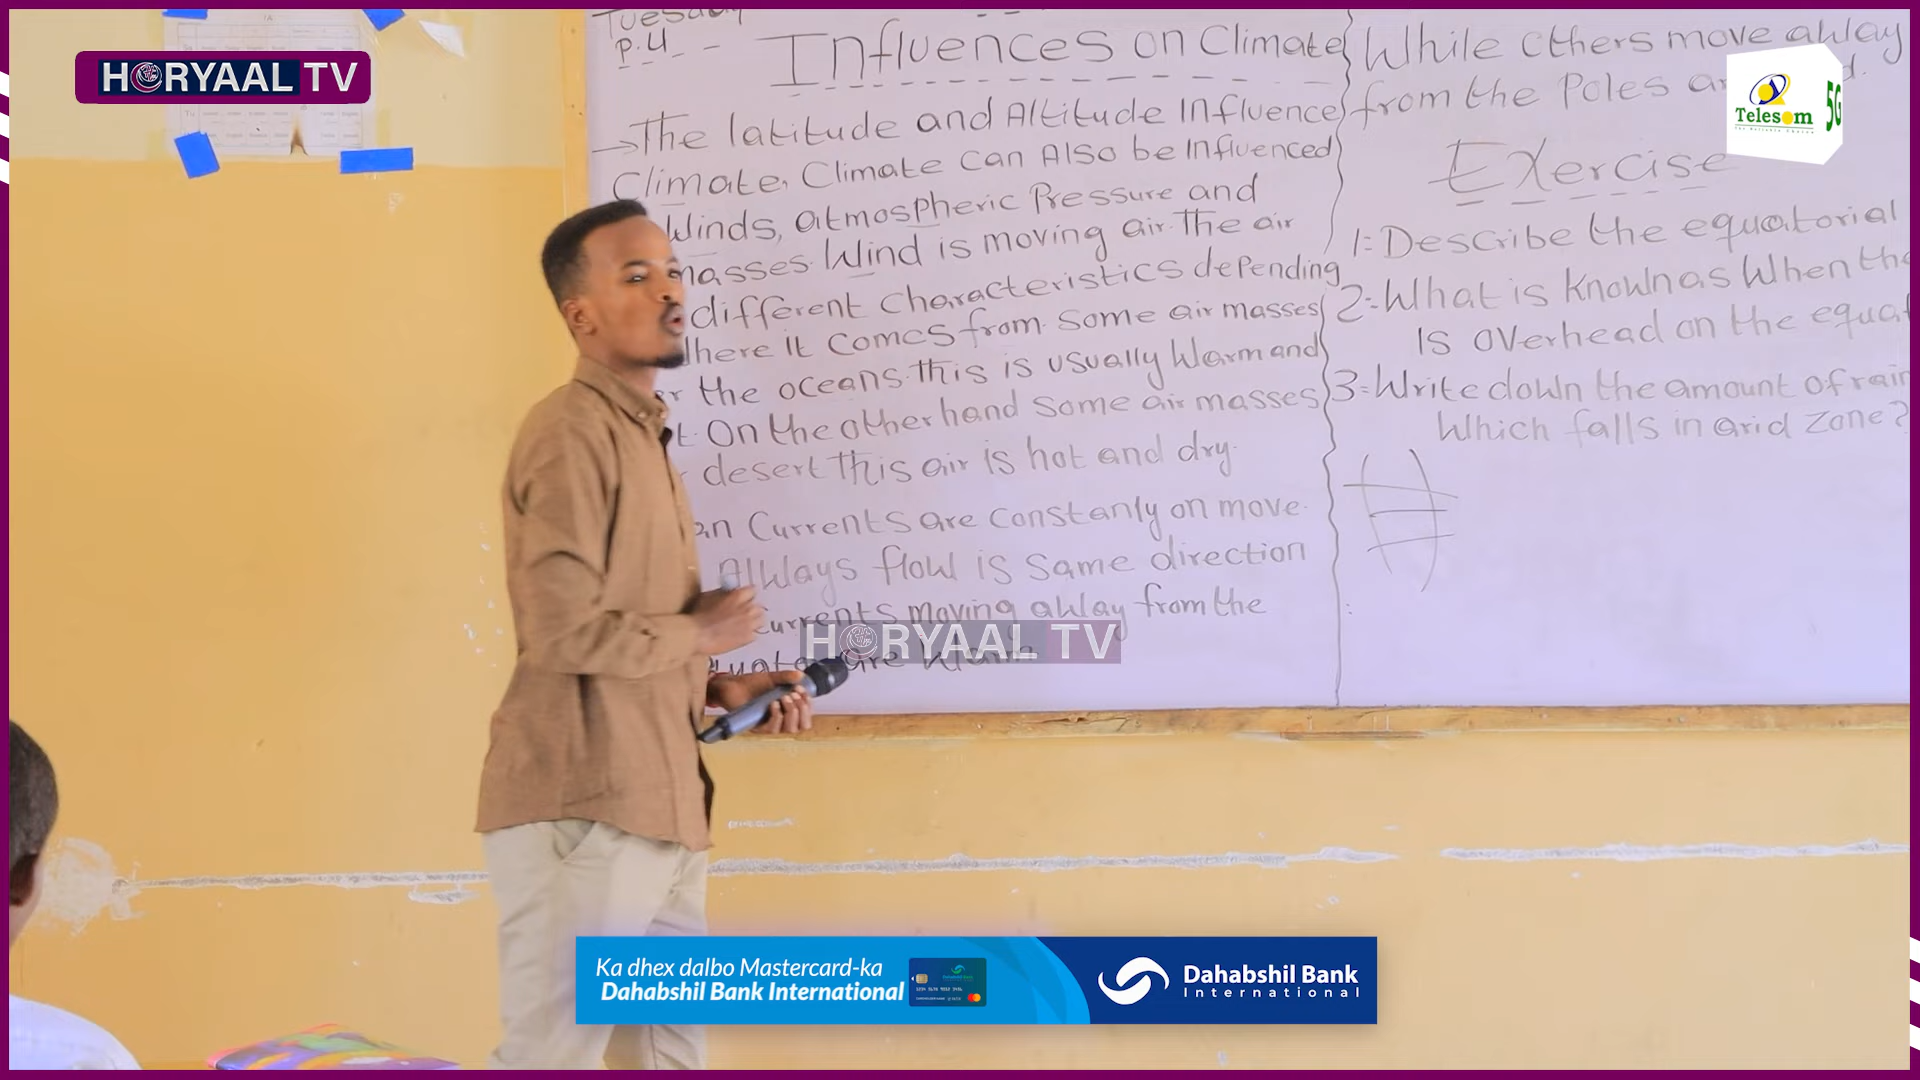 HORYAAL TV
Tuesday
P.4
Influences on Climate
→The latitude and Altitude Influence
Climate, Climate can Also be Influenced
Winds, atmospheric Pressure and
masses. Wind is moving air. The air
different characteristics depending
where It comes from. Some air masses
the oceans. this is usually Warm and
On the other hand Some air masses
desert this air is hot and dry.
Currents are constanly on move.
Always flow is same direction
Currents moving away from the
are Warm
While others move away
from the Poles
Exercise
1:Describe the equatorial
2:What is known as When the
Is overhead on the
3:Write down the amount of rain
Which falls in arid zone?
Telesom
5G
HORYAAL TV
Ka dhex dalbo Mastercard-ka
Dahabshil Bank International
Dahabshil Bank
International